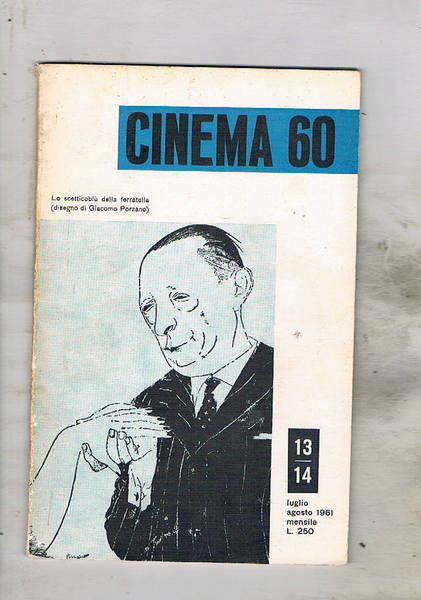 CINEMA 60
Lo scetticoblù della ferratella
(disegno di Giacomo Porzano)
13
14
luglio
agosto 1961
mensile
L. 250